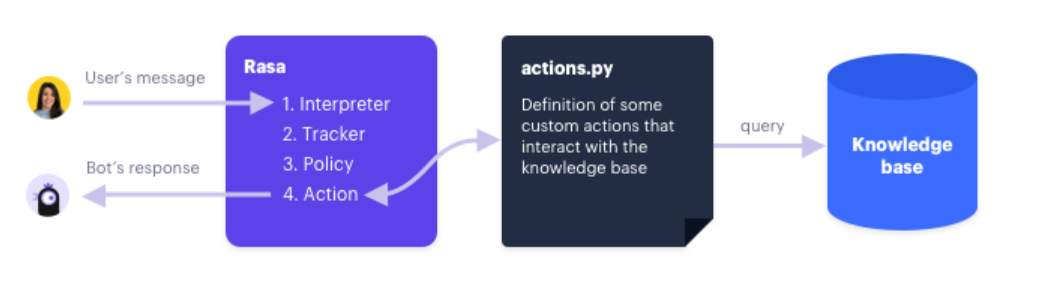 User's message
Bot's response
Rasa
1. Interpreter
2. Tracker
3. Policy
4. Action
actions.py
Definition of some
custom actions that
interact with the
knowledge base
query
Knowledge
base